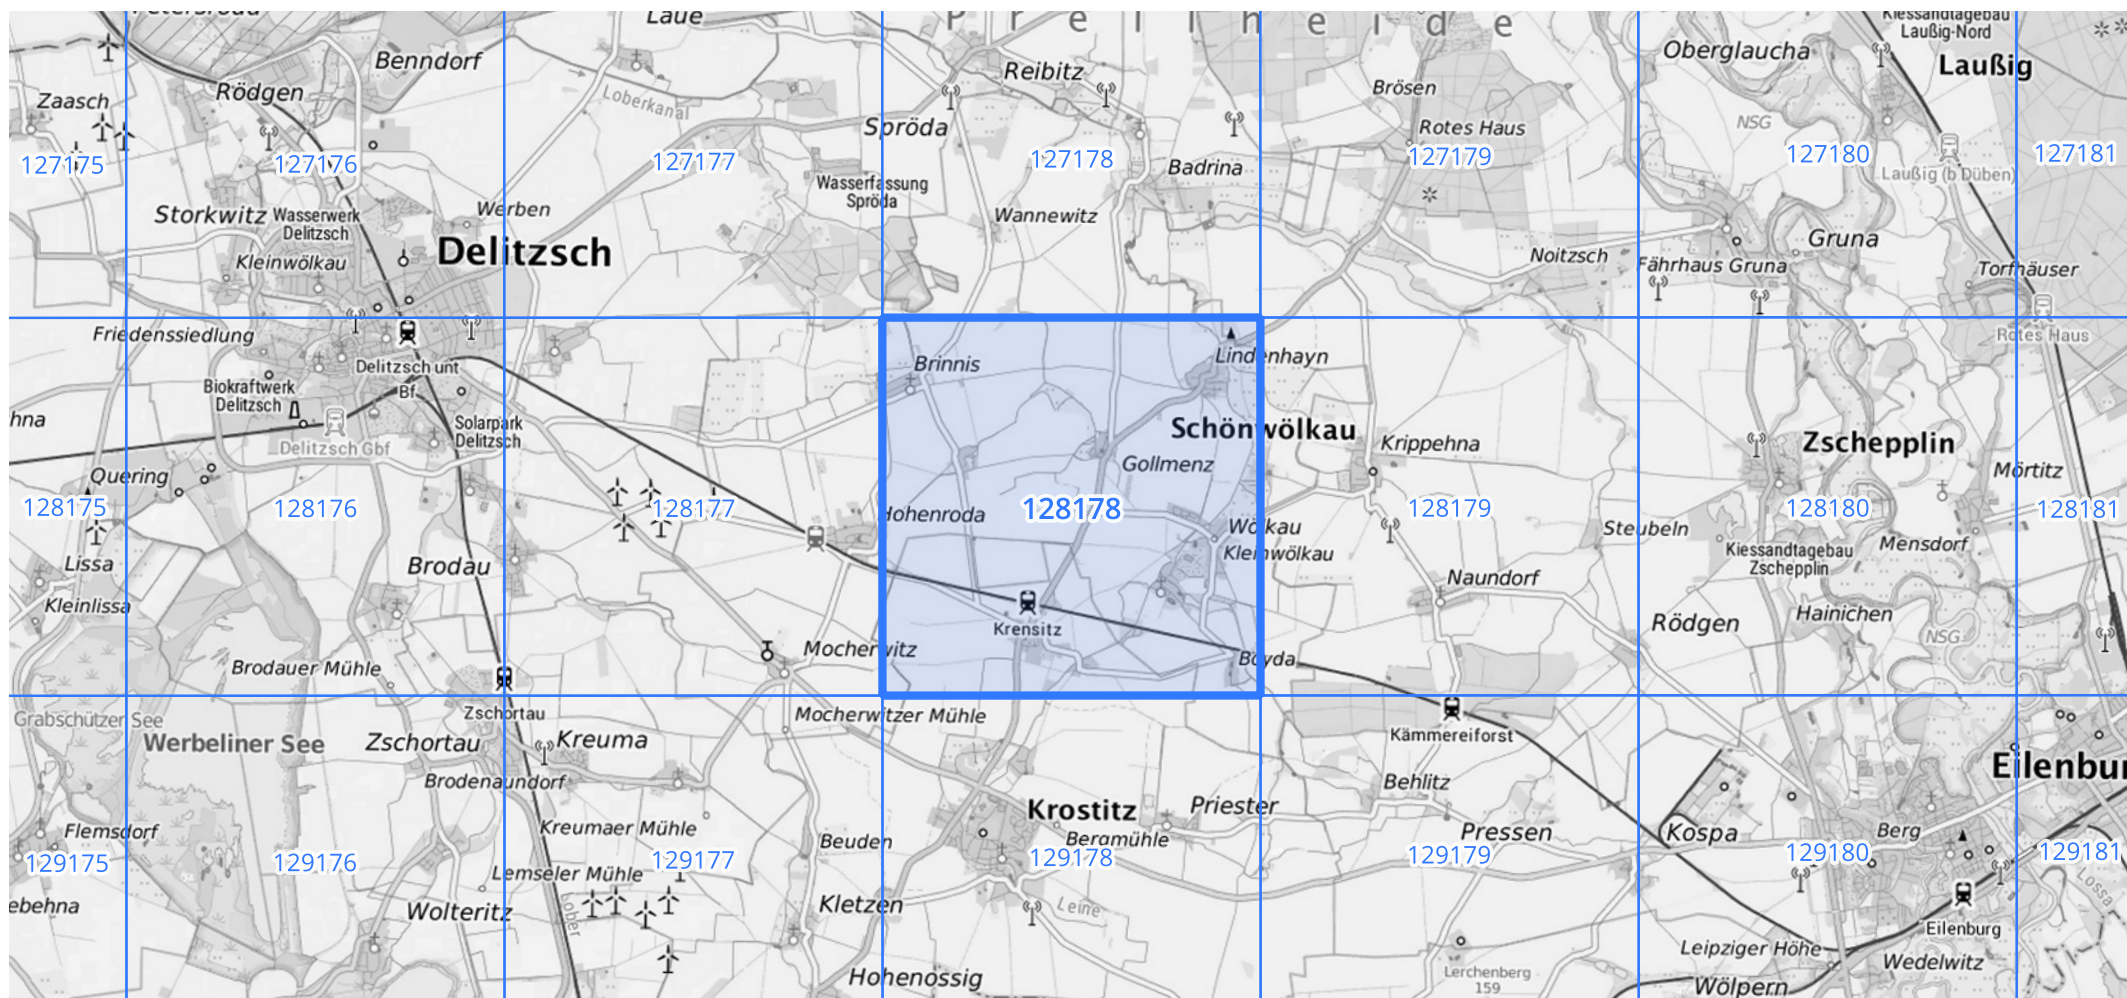 Laue
P r e l l h e i d e
Kiessandtagebau
Laußig-Nord
Oberglaucha
Laußig
Benndorf
Reibitz
Rödgen
Zaasch
Loberkanal
Brösen
Spröda
Rotes Haus
NSG
127175
127176
127177
127178
127179
127180
127181
Badrina
Laußig (b Düben)
Wasserfassung
Spröda
Storkwitz
Wasserwerk
Delitzsch
Werben
Wannewitz
Delitzsch
Kleinwölkau
Noitzsch
Fährhaus Gruna
Gruna
Torfhäuser
Friedenssiedlung
Rotes Haus
Delitzsch unt
Bf
Brinnis
Lindenhayn
Biokraftwerk
Delitzsch
Solarpark
Delitzsch
hna
Delitzsch Gbf
Schönwölkau
Krippehna
Zschepplin
Quering
Gollmenz
Mörtitz
128175
128176
128177
128178
128179
128180
128181
Hohenroda
Wölkau
Kleinwölkau
Steubeln
Mensdorf
Kiessandtagebau
Zschepplin
Lissa
Brodau
Naundorf
Kleinlissa
Hainichen
Krensitz
Rödgen
NSG
Brodauer Mühle
Mocherwitz
Boyda
Grabschützer See
Zschortau
Mocherwitzer Mühle
Werbeliner See
Zschortau
Kreuma
Kämmereiforst
Eilenbur
Brodenaundorf
Behlitz
Krostitz
Priester
Flemsdorf
Kreumaer Mühle
Beuden
Bergmühle
Pressen
Kospa
Berg
129175
129176
129177
129178
129179
129180
129181
Lemseler Mühle
ebehna
Wolteritz
Lober
Kletzen
Leine
Lossa
Eilenburg
Leipziger Höhe
Wedelwitz
Hohenossig
Lerchenberg
159
Wölpern